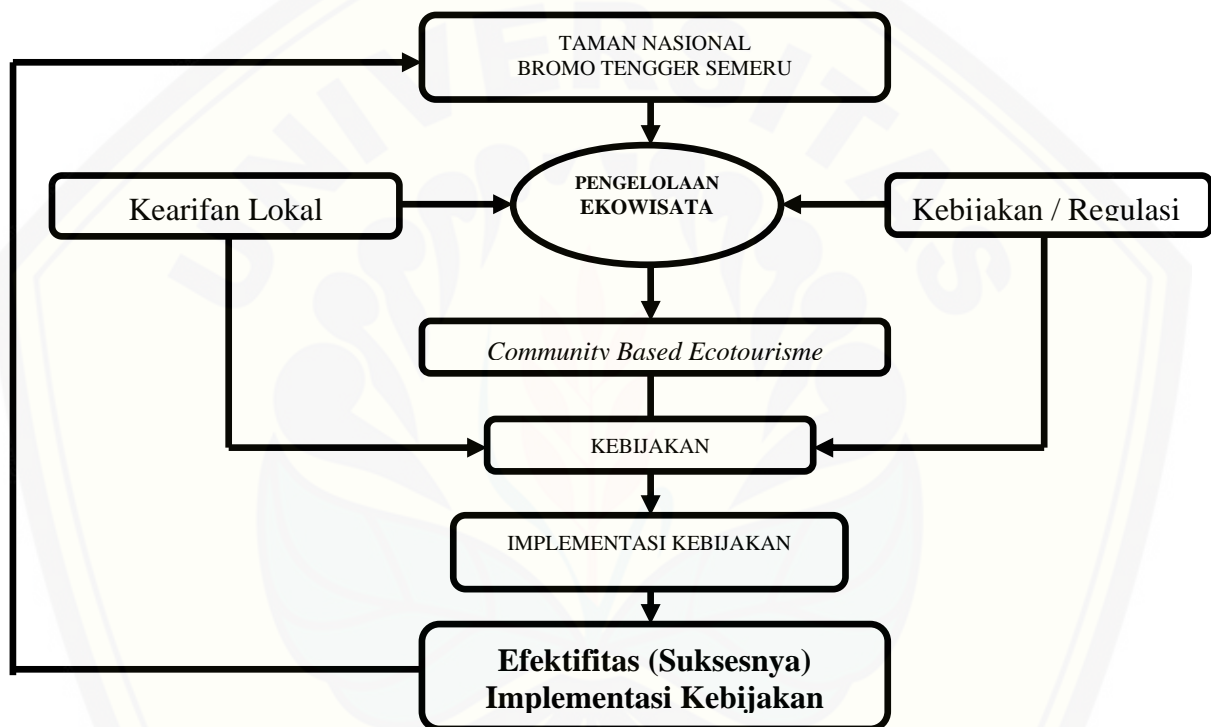 UNIVERSITAS
TAMAN NASIONAL
BROMO TENGGER SEMERU
PENGELOLAAN
EKOWISATA
Kearifan Lokal
Kebijakan / Regulasi
Community Based Ecotourisme
KEBIJAKAN
IMPLEMENTASI KEBIJAKAN
Efektifitas (Suksesnya)
Implementasi Kebijakan